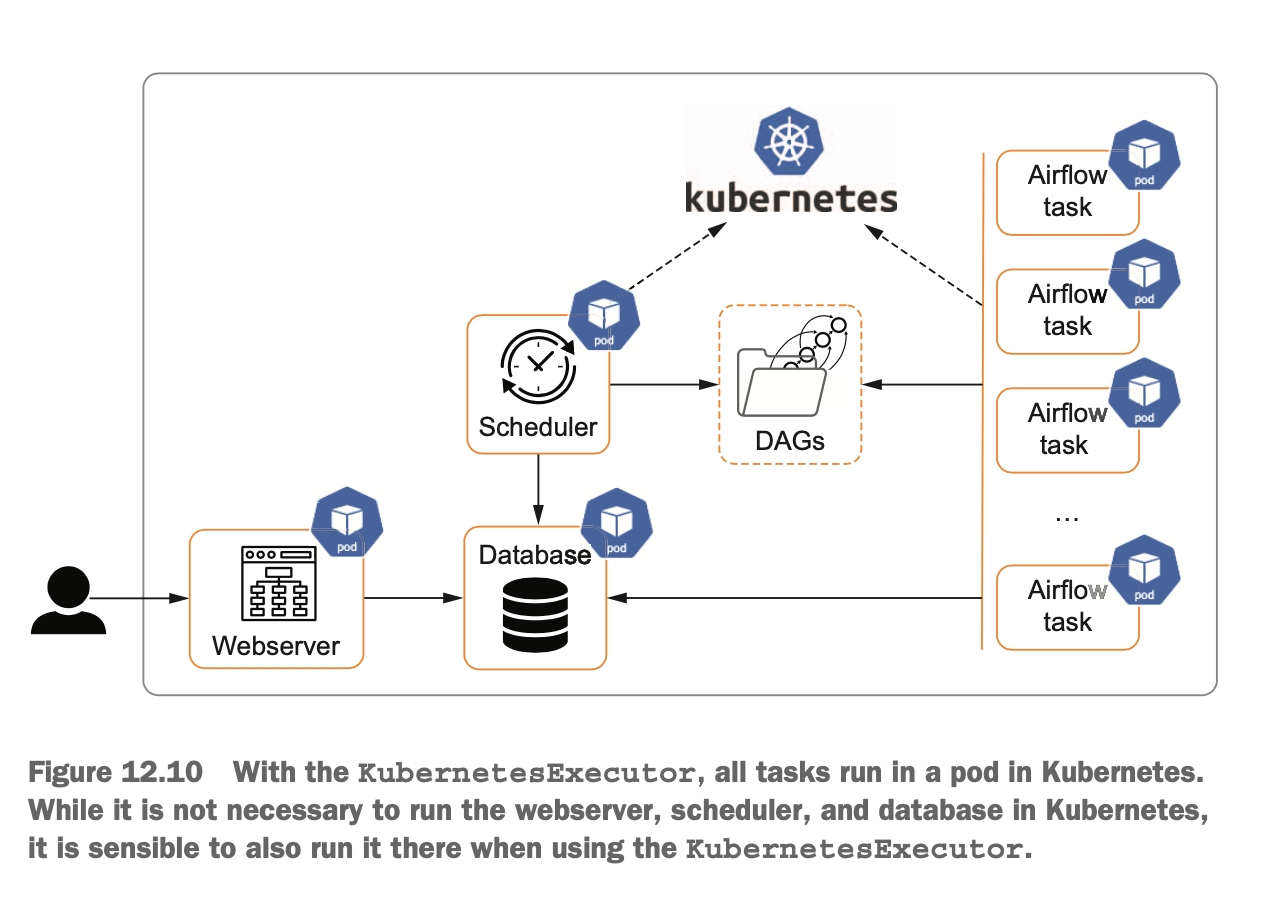 kubernetes
pod
Airflow
task
pod
Airflow
task
pod
Airflow
task
...
pod
Airflow
task
pod
Scheduler
DAGs
pod
Webserver
pod
Database
Figure 12.10 With the KubernetesExecutor, all tasks run in a pod in Kubernetes.
While it is not necessary to run the webserver, scheduler, and database in Kubernetes,
it is sensible to also run it there when using the KubernetesExecutor.